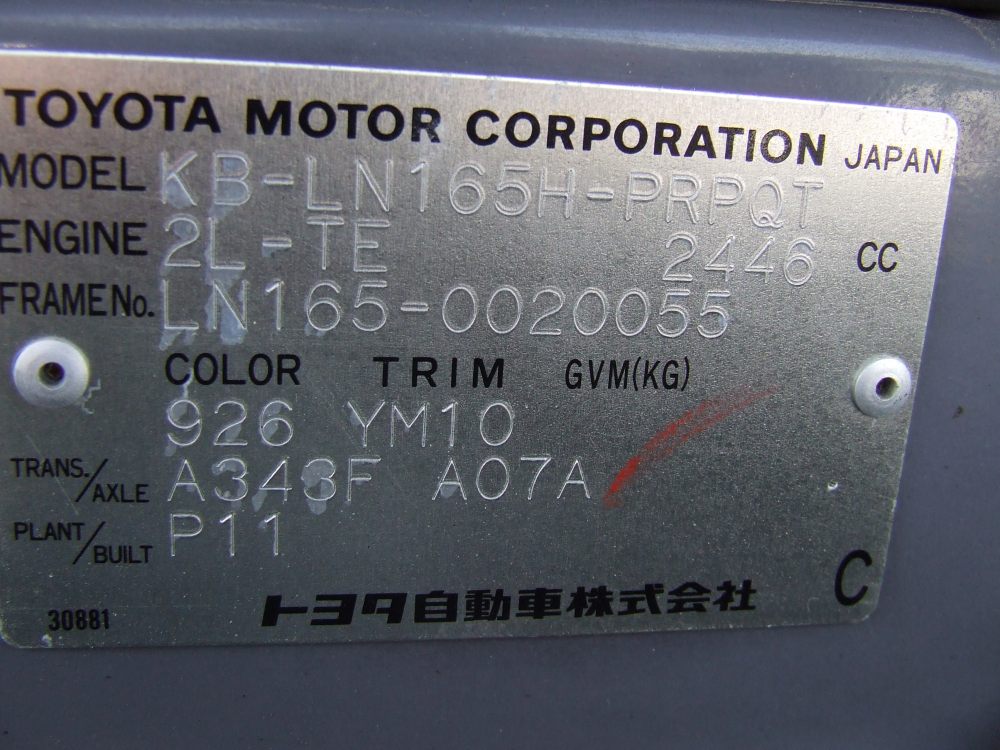 TOYOTA MOTOR CORPORATION JAPAN
MODEL KB-LN165H-PRPQT
ENGINE 2L-TE 2446 CC
FRAME No. LN165-0020055
COLOR TRIM GVM(KG)
926 YM10
TRANS./AXLE A343F A07A
PLANT/BUILT P11
C
30881 トヨタ自動車株式会社